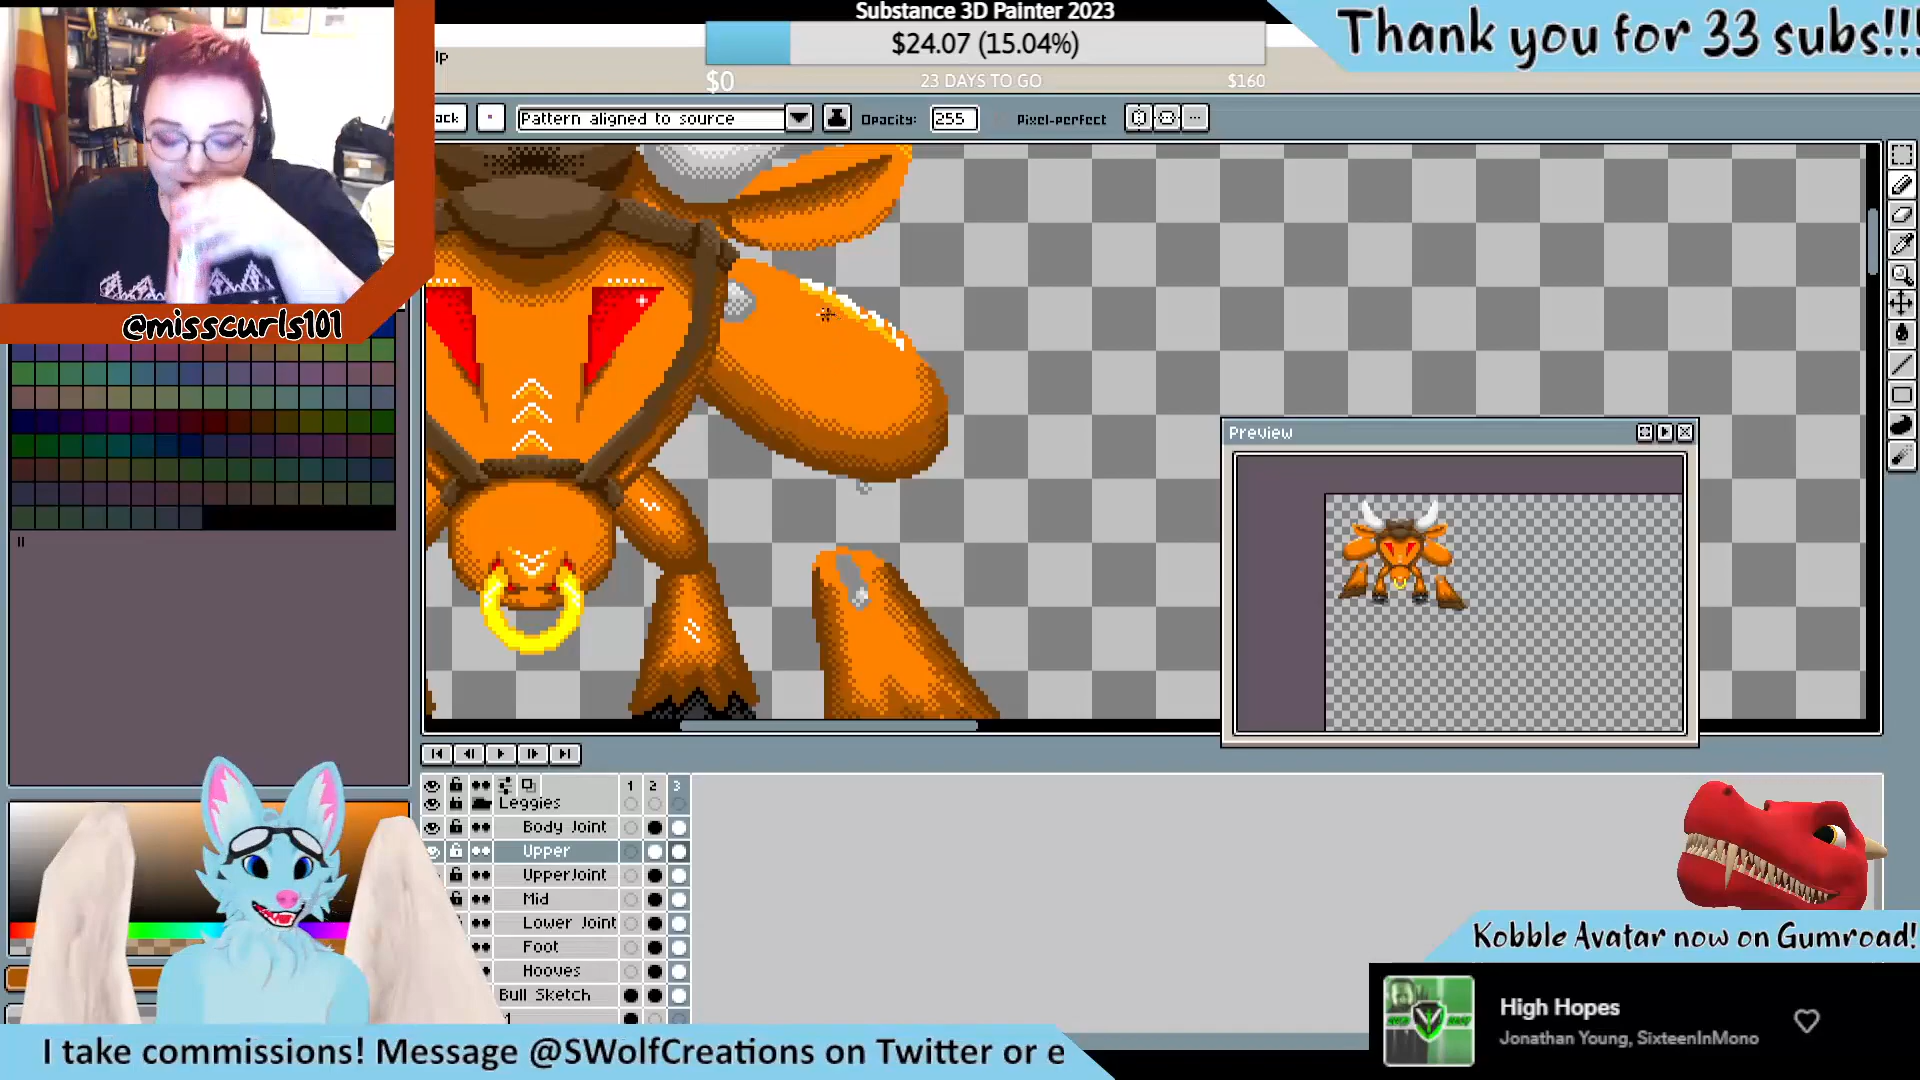 Substance 3D Painter 2023
$24.07 (15.04%)
$0
23 DAYS TO GO
$160
Thank you for 33 subs!!!
lp
ack
Pattern aligned to source
Opacity:
255
Pixel-perfect
@misscurls101
Preview
1 2 3
Leggies
Body Joint
Upper
UpperJoint
Mid
Lower Joint
Foot
Hooves
Bull Sketch
1
Kobble Avatar now on Gumroad!
High Hopes
Jonathan Young, SixteenInMono
I take commissions! Message @SWolfCreations on Twitter or e